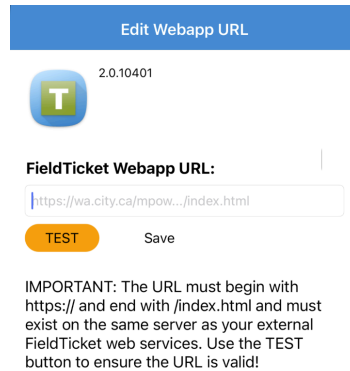 Edit Webapp URL
2.0.10401
T
FieldTicket Webapp URL:
https://wa.city.ca/mpow.../index.html
TEST Save
IMPORTANT: The URL must begin with
https:// and end with /index.html and must
exist on the same server as your external
FieldTicket web services. Use the TEST
button to ensure the URL is valid!